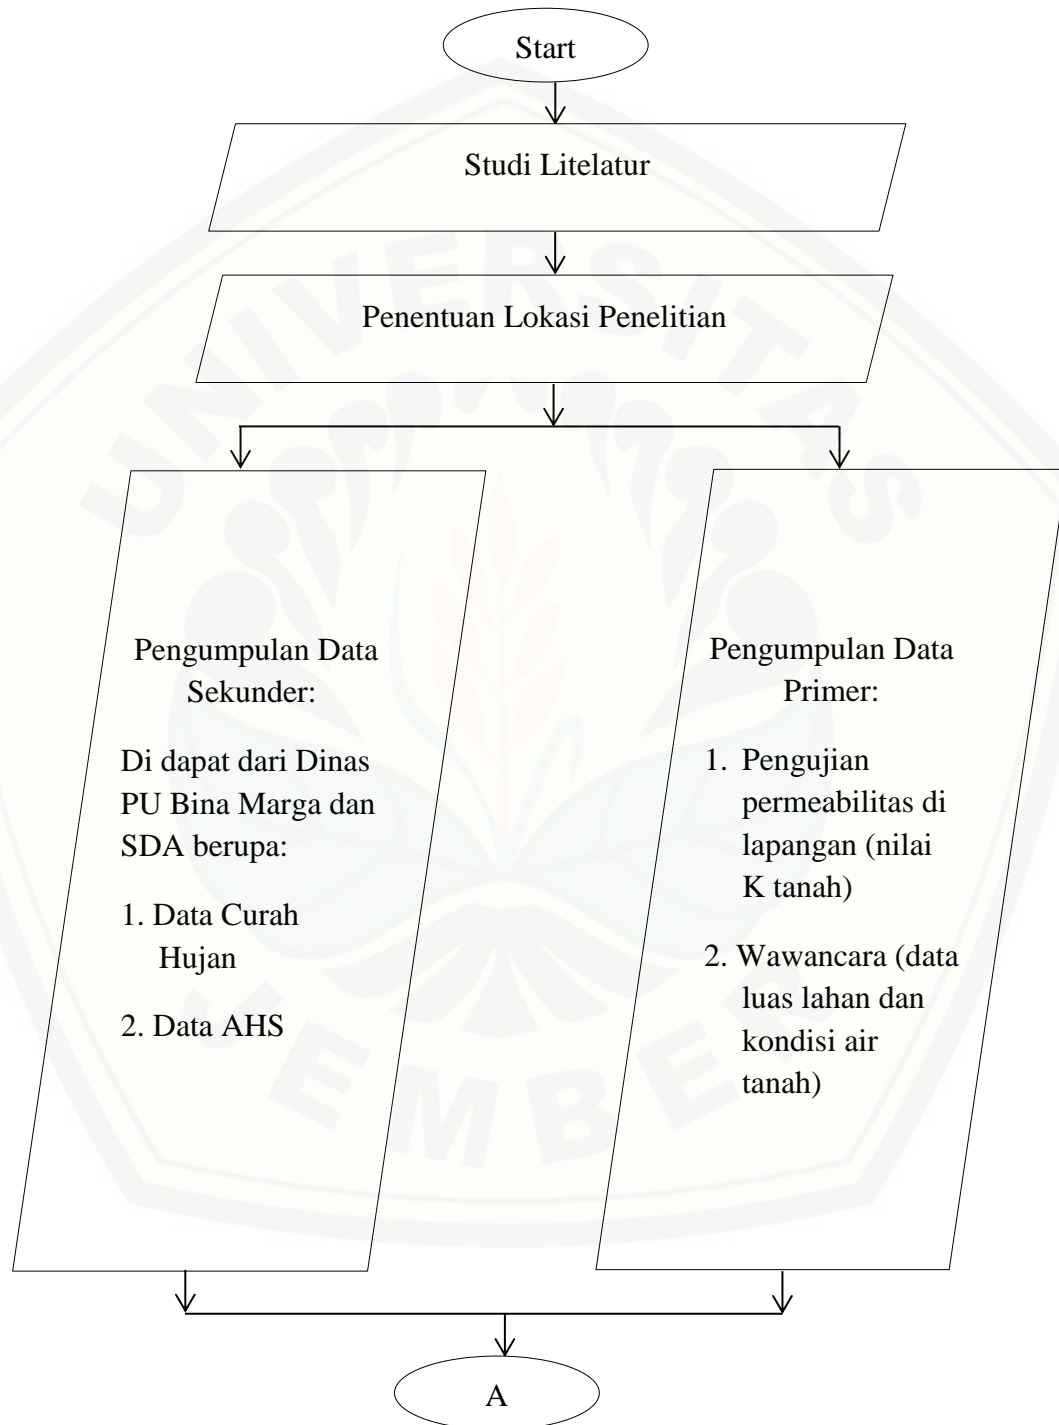 Start
Studi Litelatur
Penentuan Lokasi Penelitian
Pengumpulan Data
Sekunder:
Di dapat dari Dinas
PU Bina Marga dan
SDA berupa:
1. Data Curah
Hujan
2. Data AHS
Pengumpulan Data
Primer:
1. Pengujian
permeabilitas di
lapangan (nilai
K tanah)
2. Wawancara (data
luas lahan dan
kondisi air
tanah)
A
UNIVERSITAS
JEMBER